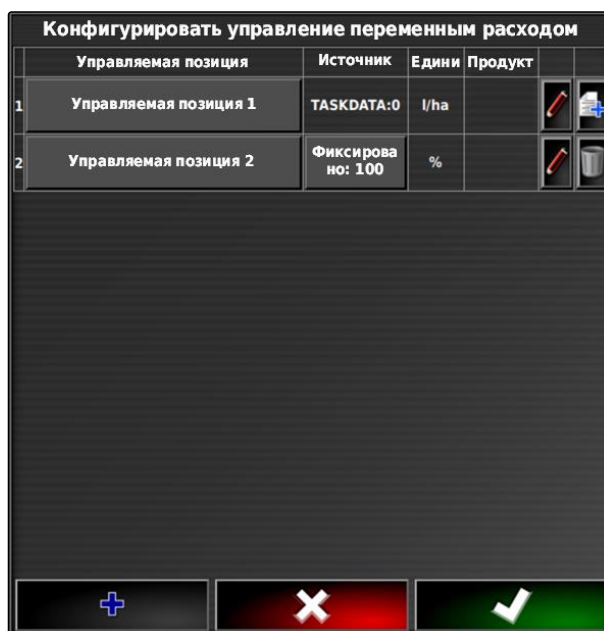 Конфигурировать управление переменным расходом
Управляемая позиция Источник Едини Продукт
1 Управляемая позиция 1 TASKDATA:0 l/ha
2 Управляемая позиция 2 Фиксирова %
но: 100